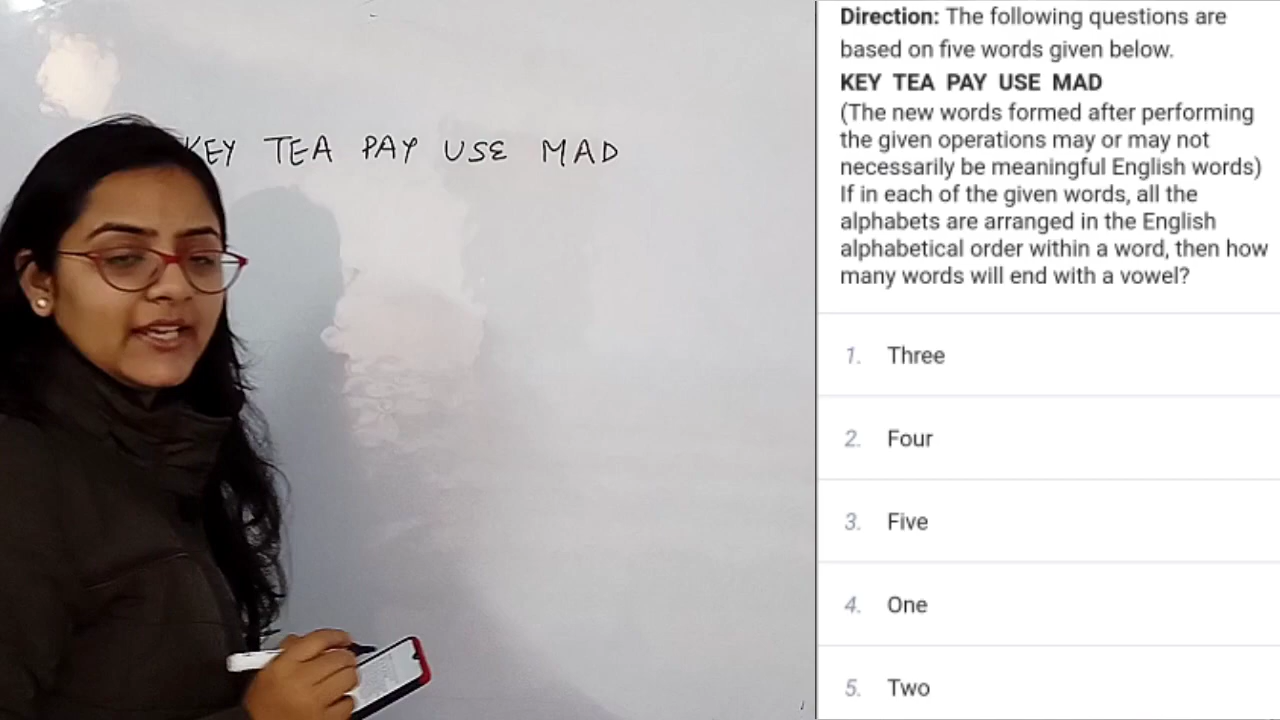 KEY TEA PAY USE MAD
Direction: The following questions are
based on five words given below.
KEY TEA PAY USE MAD
(The new words formed after performing
the given operations may or may not
necessarily be meaningful English words)
If in each of the given words, all the
alphabets are arranged in the English
alphabetical order within a word, then how
many words will end with a vowel?
1. Three
2. Four
3. Five
4. One
5. Two